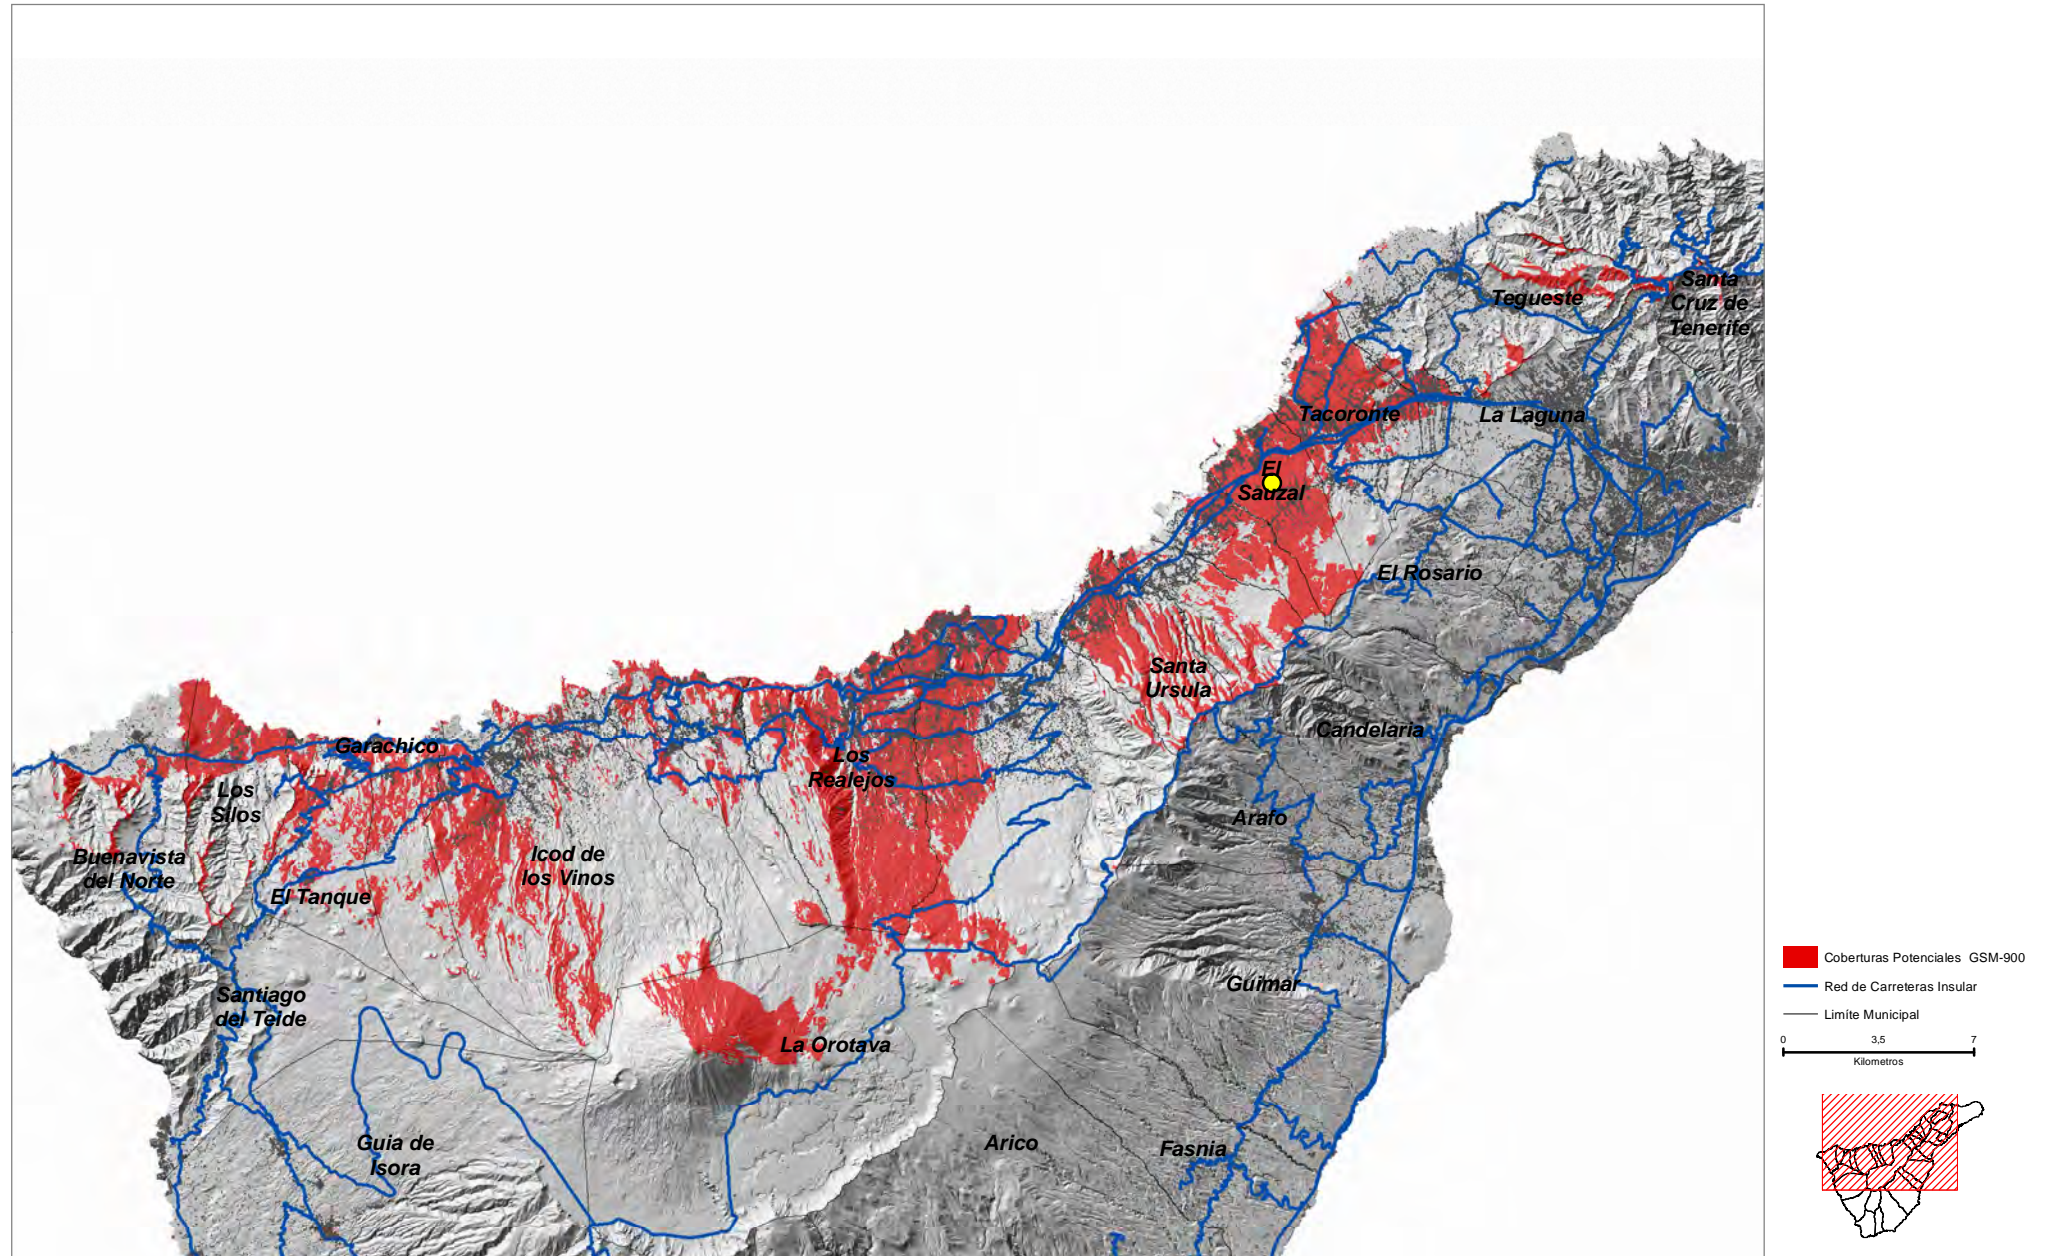 Santa
Cruz de
Tenerife
Tegueste
Tacoronte
La Laguna
El
Sauzal
El Rosario
Santa
Ursula
Candelaria
Garachico
Los
Realejos
Los
Silos
Arafo
Icod de
los Vinos
Buenavista
del Norte
El Tanque
Guimar
Santiago
del Teide
La Orotava
Guia de
Isora
Arico
Fasnia
Coberturas Potenciales GSM-900
Red de Carreteras Insular
Limíte Municipal
0 3,5 7
Kilometros